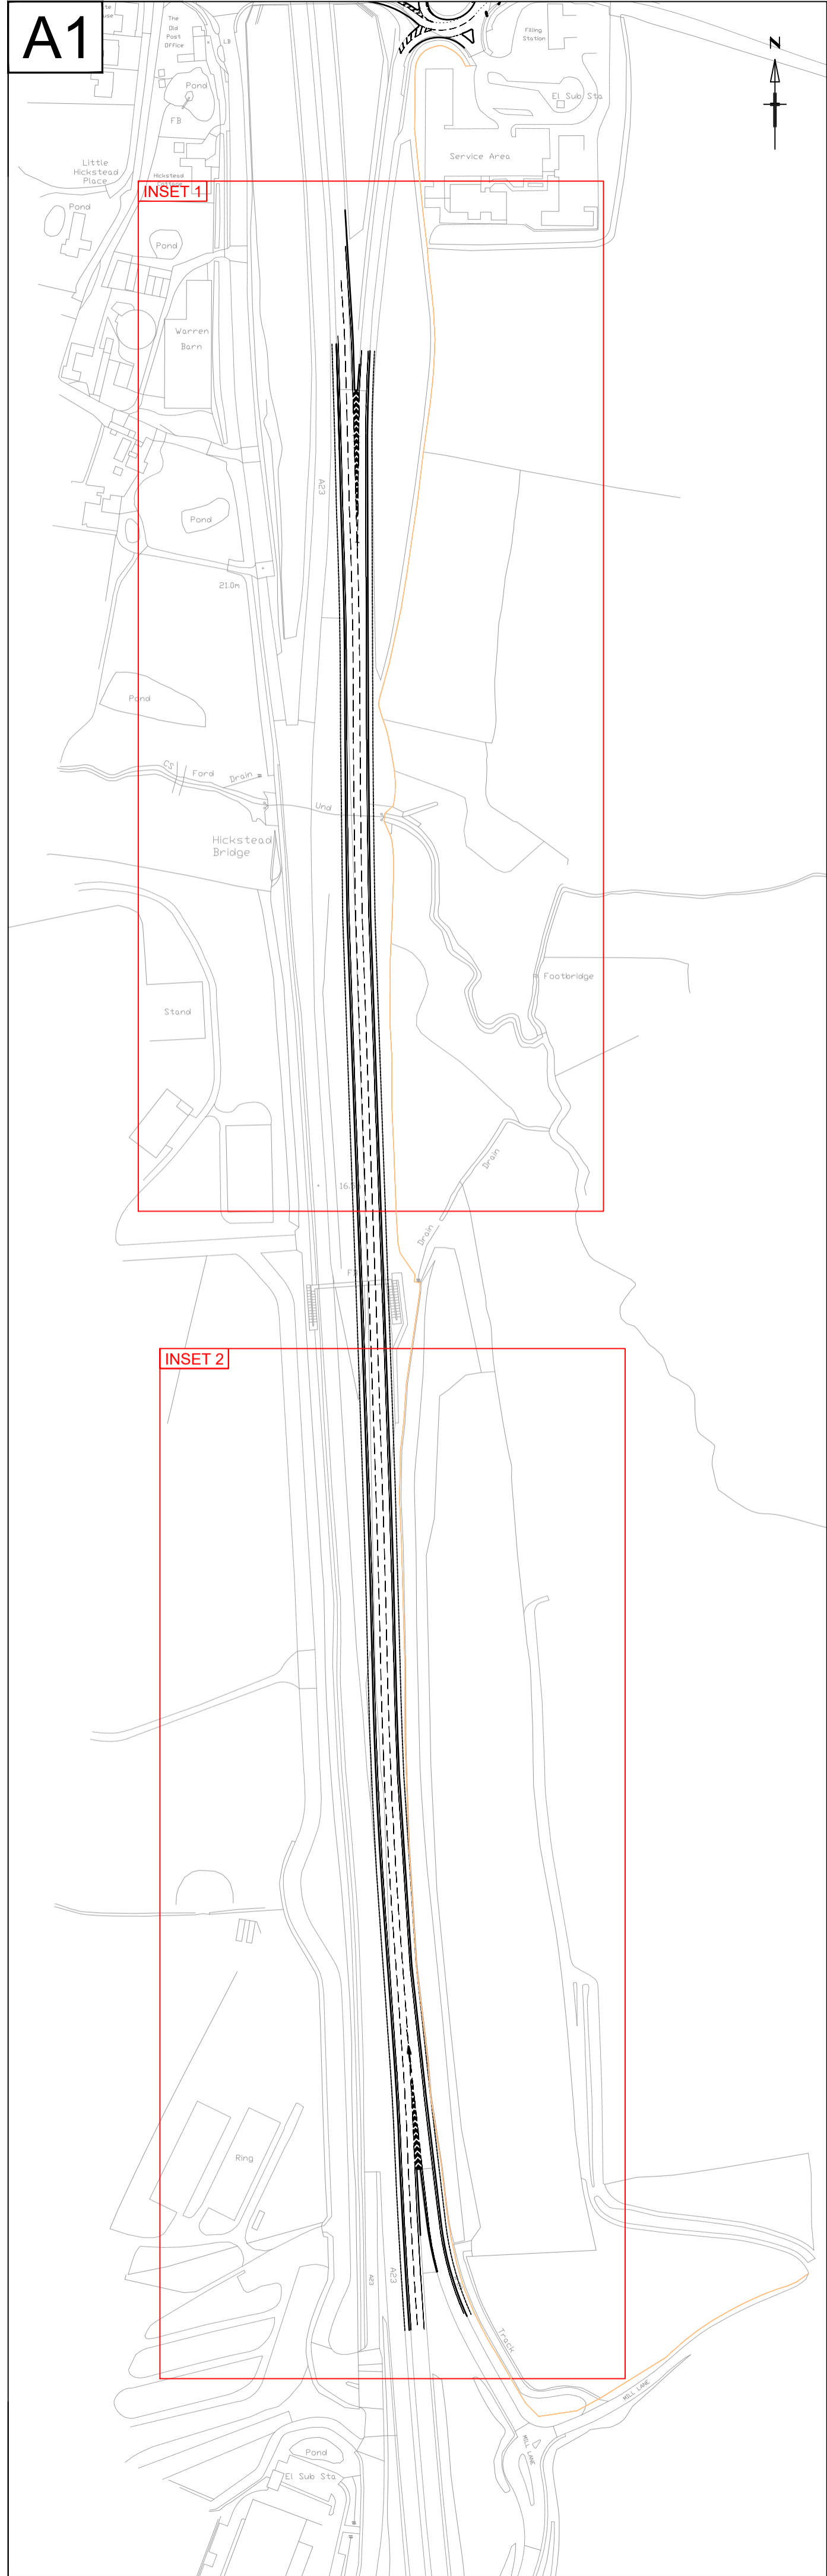 A1
The
Old
Post
Office
LB
Filling
Station
N
Pond
El Sub Sta
FB
Service Area
Little
Hickstead
Place
Hickstead
INSET 1
Pond
Pond
Warren
Barn
A23
Pond
21.0m
Pond
CS
Ford
Drain
Und
Hickstead
Bridge
Footbridge
Stand
Drain
Drain
INSET 2
Ring
A23
A23
Track
MILL LANE
MILL LANE
Pond
El Sub Sta